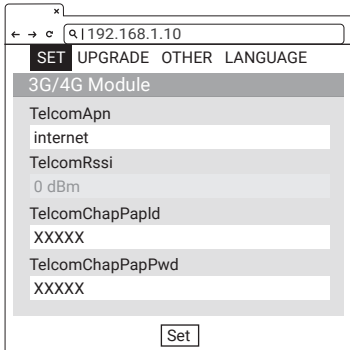 192.168.1.10
SET UPGRADE OTHER LANGUAGE
3G/4G Module
TelcomApn
internet
TelcomRssi
0 dBm
TelcomChapPapld
XXXXX
TelcomChapPapPwd
XXXXX
Set